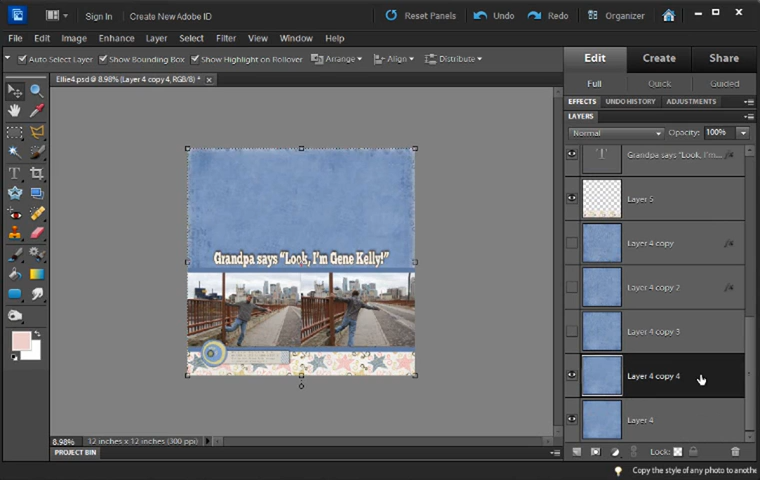 Sign In Create New Adobe ID Reset Panels Undo Redo Organizer
File Edit Image Enhance Layer Select Filter View Window Help
Auto Select Layer Show Bounding Box Show Highlight on Rollover Arrange Align Distribute
Edit Create Share
Ellie4.psd @ 8.98% (Layer 4 copy 4, RGB/8) *
Full Quick Guided
EFFECTS UNDO HISTORY ADJUSTMENTS
LAYERS
Normal Opacity: 100%
Grandpa says "Look, I'm...
Layer 5
Layer 4 copy
Grandpa says “Look, I'm Gene Kelly!”
Layer 4 copy 2
Layer 4 copy 3
Layer 4 copy 4
Layer 4
8.98% 12 inches x 12 inches (300 ppi)
Lock:
PROJECT BIN
Copy the style of any photo to anothe